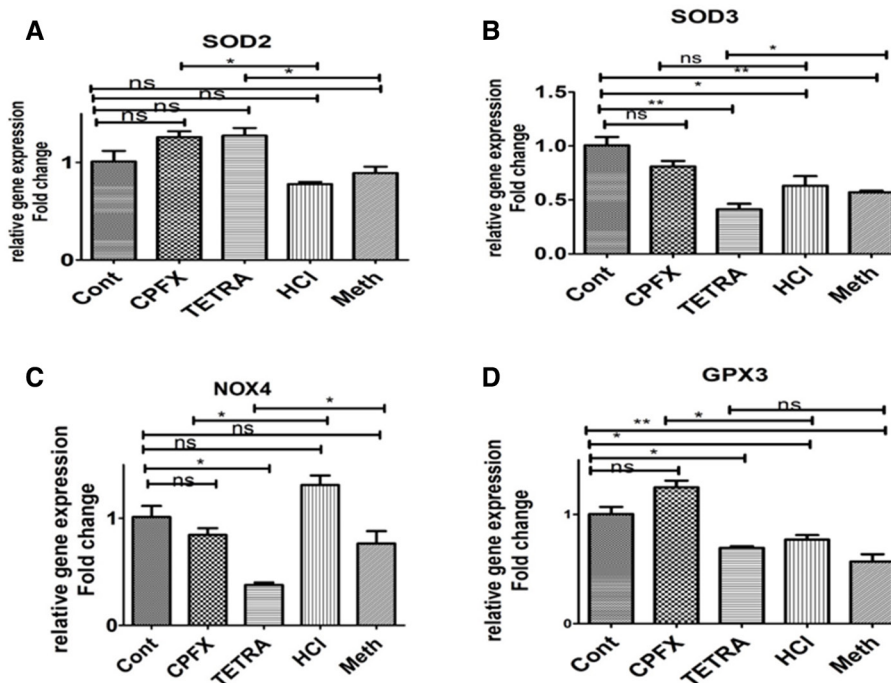 A
SOD2
*
ns
*
ns
ns
ns
relative gene expression
Fold change
1
0
Cont
CPFX
TETRA
HCl
Meth
B
SOD3
*
ns
**
*
**
ns
relative gene expression
Fold change
1.5
1.0
0.5
0.0
Cont
CPFX
TETRA
HCl
Meth
C
NOX4
*
*
ns
ns
*
ns
relative gene expression
Fold change
1
0
Cont
CPFX
TETRA
HCl
Meth
D
GPX3
ns
*
**
*
*
ns
relative gene expression
Fold change
1
0
Cont
CPFX
TETRA
HCl
Meth